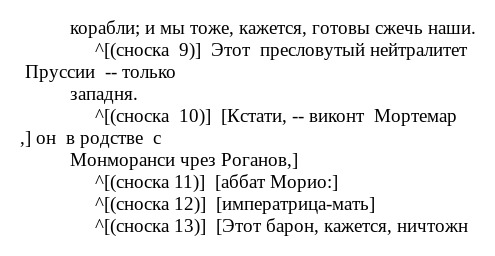 корабли; и мы тоже, кажется, готовы сжечь наши.
^[(сноска 9)] Этот пресловутый нейтралитет
Пруссии -- только
западня.
^[(сноска 10)] [Кстати, -- виконт Мортемар
,] он в родстве с
Монморанси чрез Роганов,]
^[(сноска 11)] [аббат Морио:]
^[(сноска 12)] [императрица-мать]
^[(сноска 13)] [Этот барон, кажется, ничтожн